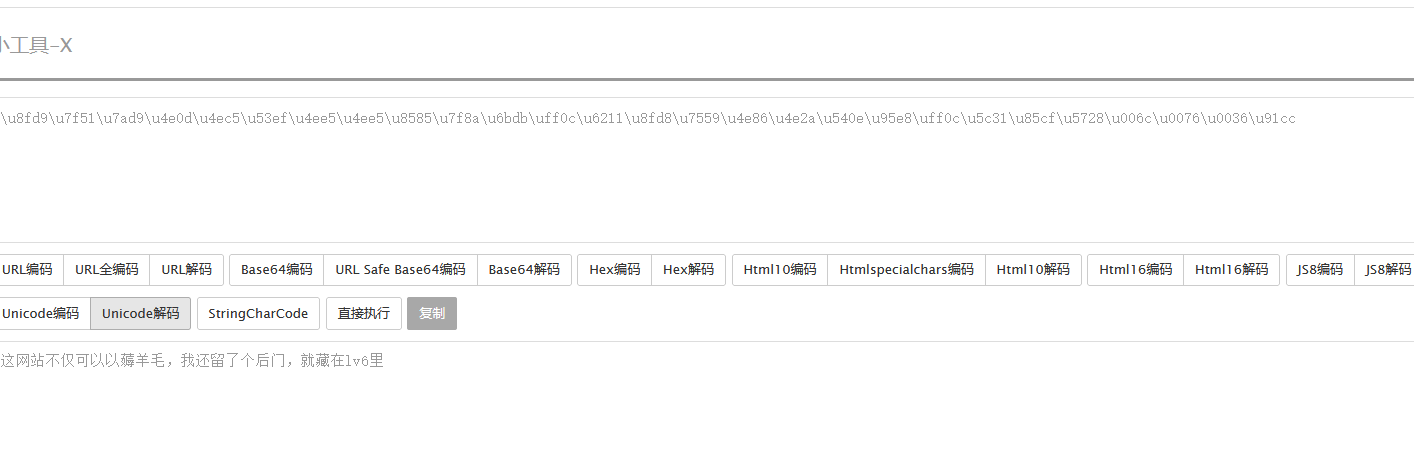 小工具-X
\u8fd9\u7f51\u7ad9\u4e0d\u4ec5\u53ef\u4ee5\u4ee5\u8585\u7f8a\u6bdb\uff0c\u6211\u8fd8\u7559\u4e86\u4e2a\u540e\u95e8\uff0c\u5c31\u85cf\u5728\u006c\u0076\u0036\u91cc
URL编码 URL全编码 URL解码 Base64编码 URL Safe Base64编码 Base64解码 Hex编码 Hex解码 Html10编码 Htmlspecialchars编码 Html10解码 Html16编码 Html16解码 JS8编码 JS8解码
Unicode编码 Unicode解码 StringCharCode 直接执行 复制
这网站不仅可以以薅羊毛，我还留了个后门，就藏在lv6里